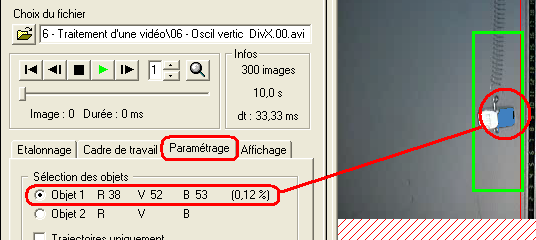 Choix du fichier
6 - Traitement d'une vidéo\06 - Oscil vertic DivX.00.avi
Infos
300 images
1
10,0 s
Image : 0 Durée : 0 ms
dt : 33,33 ms
Etalonnage Cadre de travail Paramétrage Affichage
Sélection des objets
Objet 1 R 38 V 52 B 53 (0,12 %)
Objet 2 R V B
Trajectoires uniquement